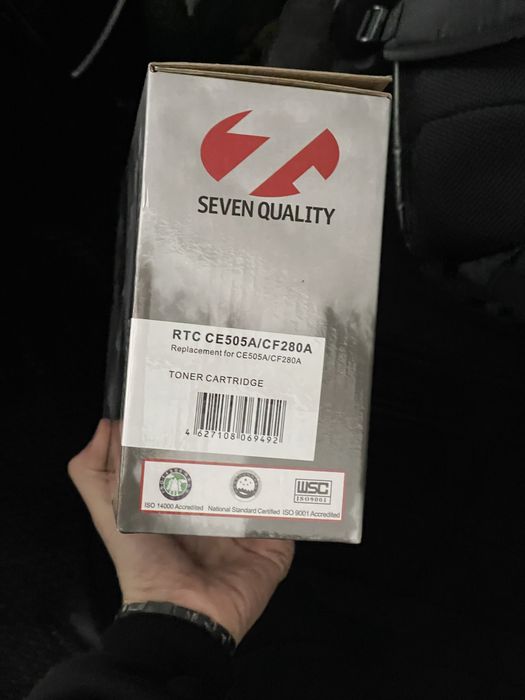 SEVEN QUALITY
RTC CE505A/CF280A
Replacement for CE505A/CF280A
TONER CARTRIDGE
4 627108 069492
WSC
ISO9001
ISO 14000 Accredited National Standard Certified ISO 9001 Accredited